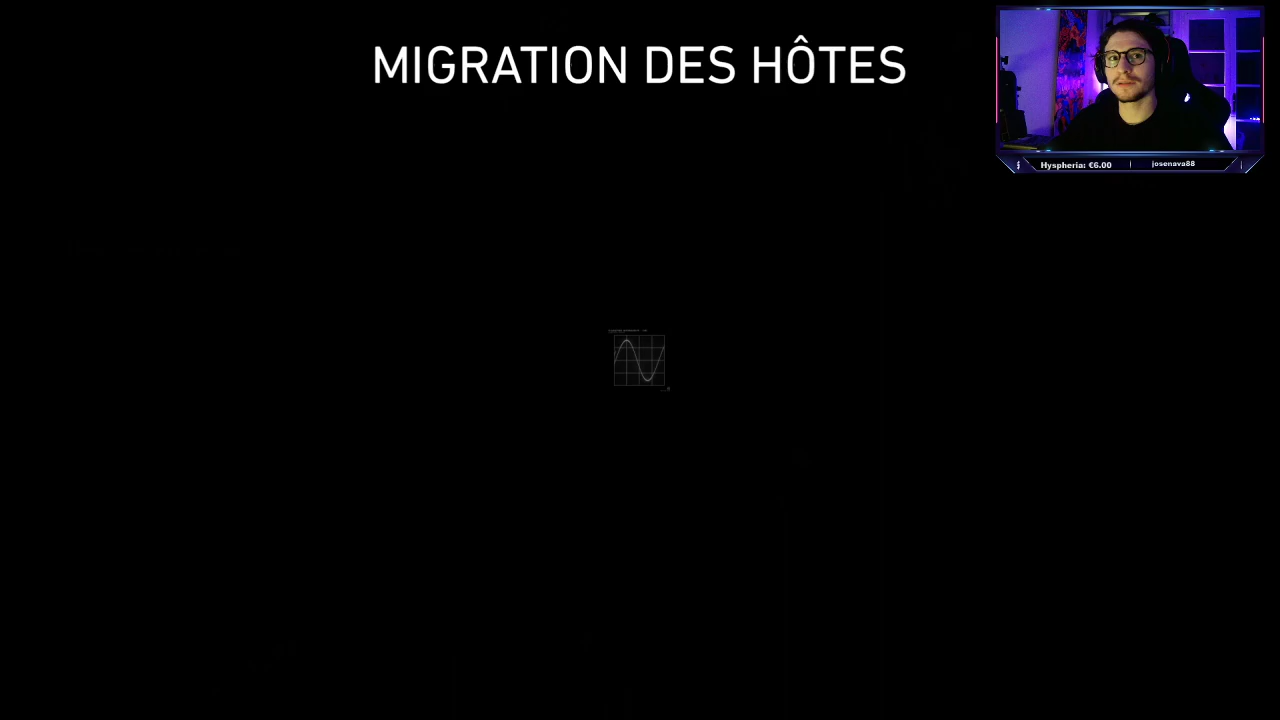 MIGRATION DES HÔTES
$ Hyspheria: €6.00 | josenava88